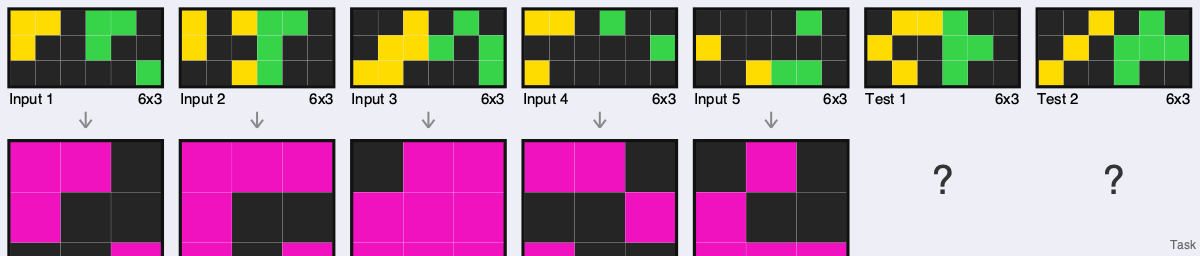 Input 1 6x3
Input 2 6x3
Input 3 6x3
Input 4 6x3
Input 5 6x3
Test 1 6x3
Test 2 6x3
? ?
Task